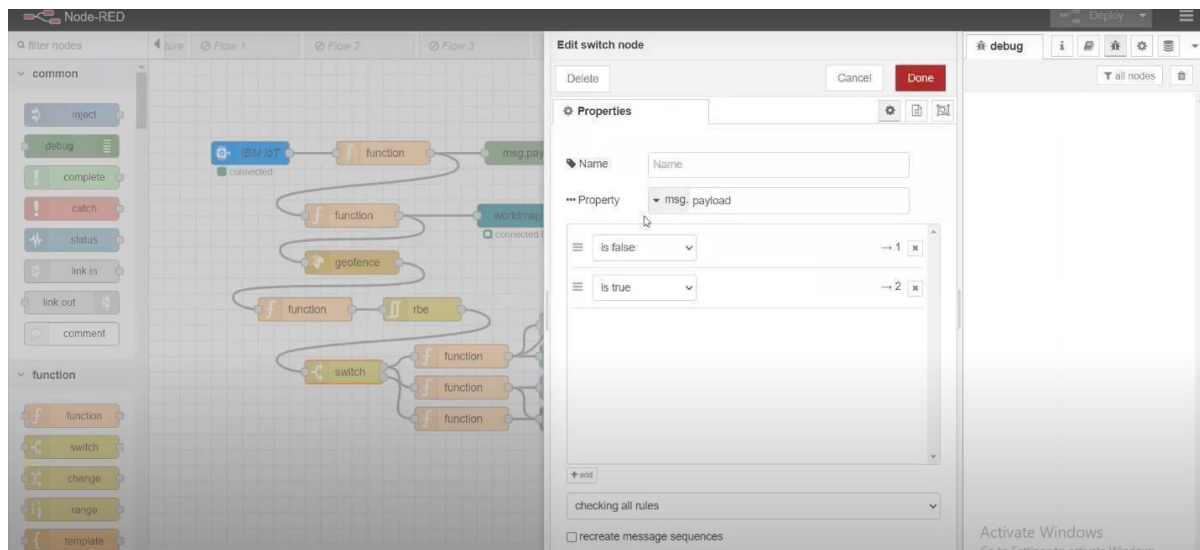 Node-RED
Deploy
filter nodes
ture
Flow 1
Flow 2
Flow 3
common
inject
debug
complete
catch
status
link in
link out
comment
function
function
switch
change
range
template
IBM IoT
connected
function
msg.pay
function
worldmap
connected
geofence
function
rbe
switch
function
function
function
Edit switch node
Delete
Cancel
Done
Properties
Name
Name
Property
msg. payload
is false
→ 1
is true
→ 2
add
checking all rules
recreate message sequences
debug
all nodes
Activate Windows